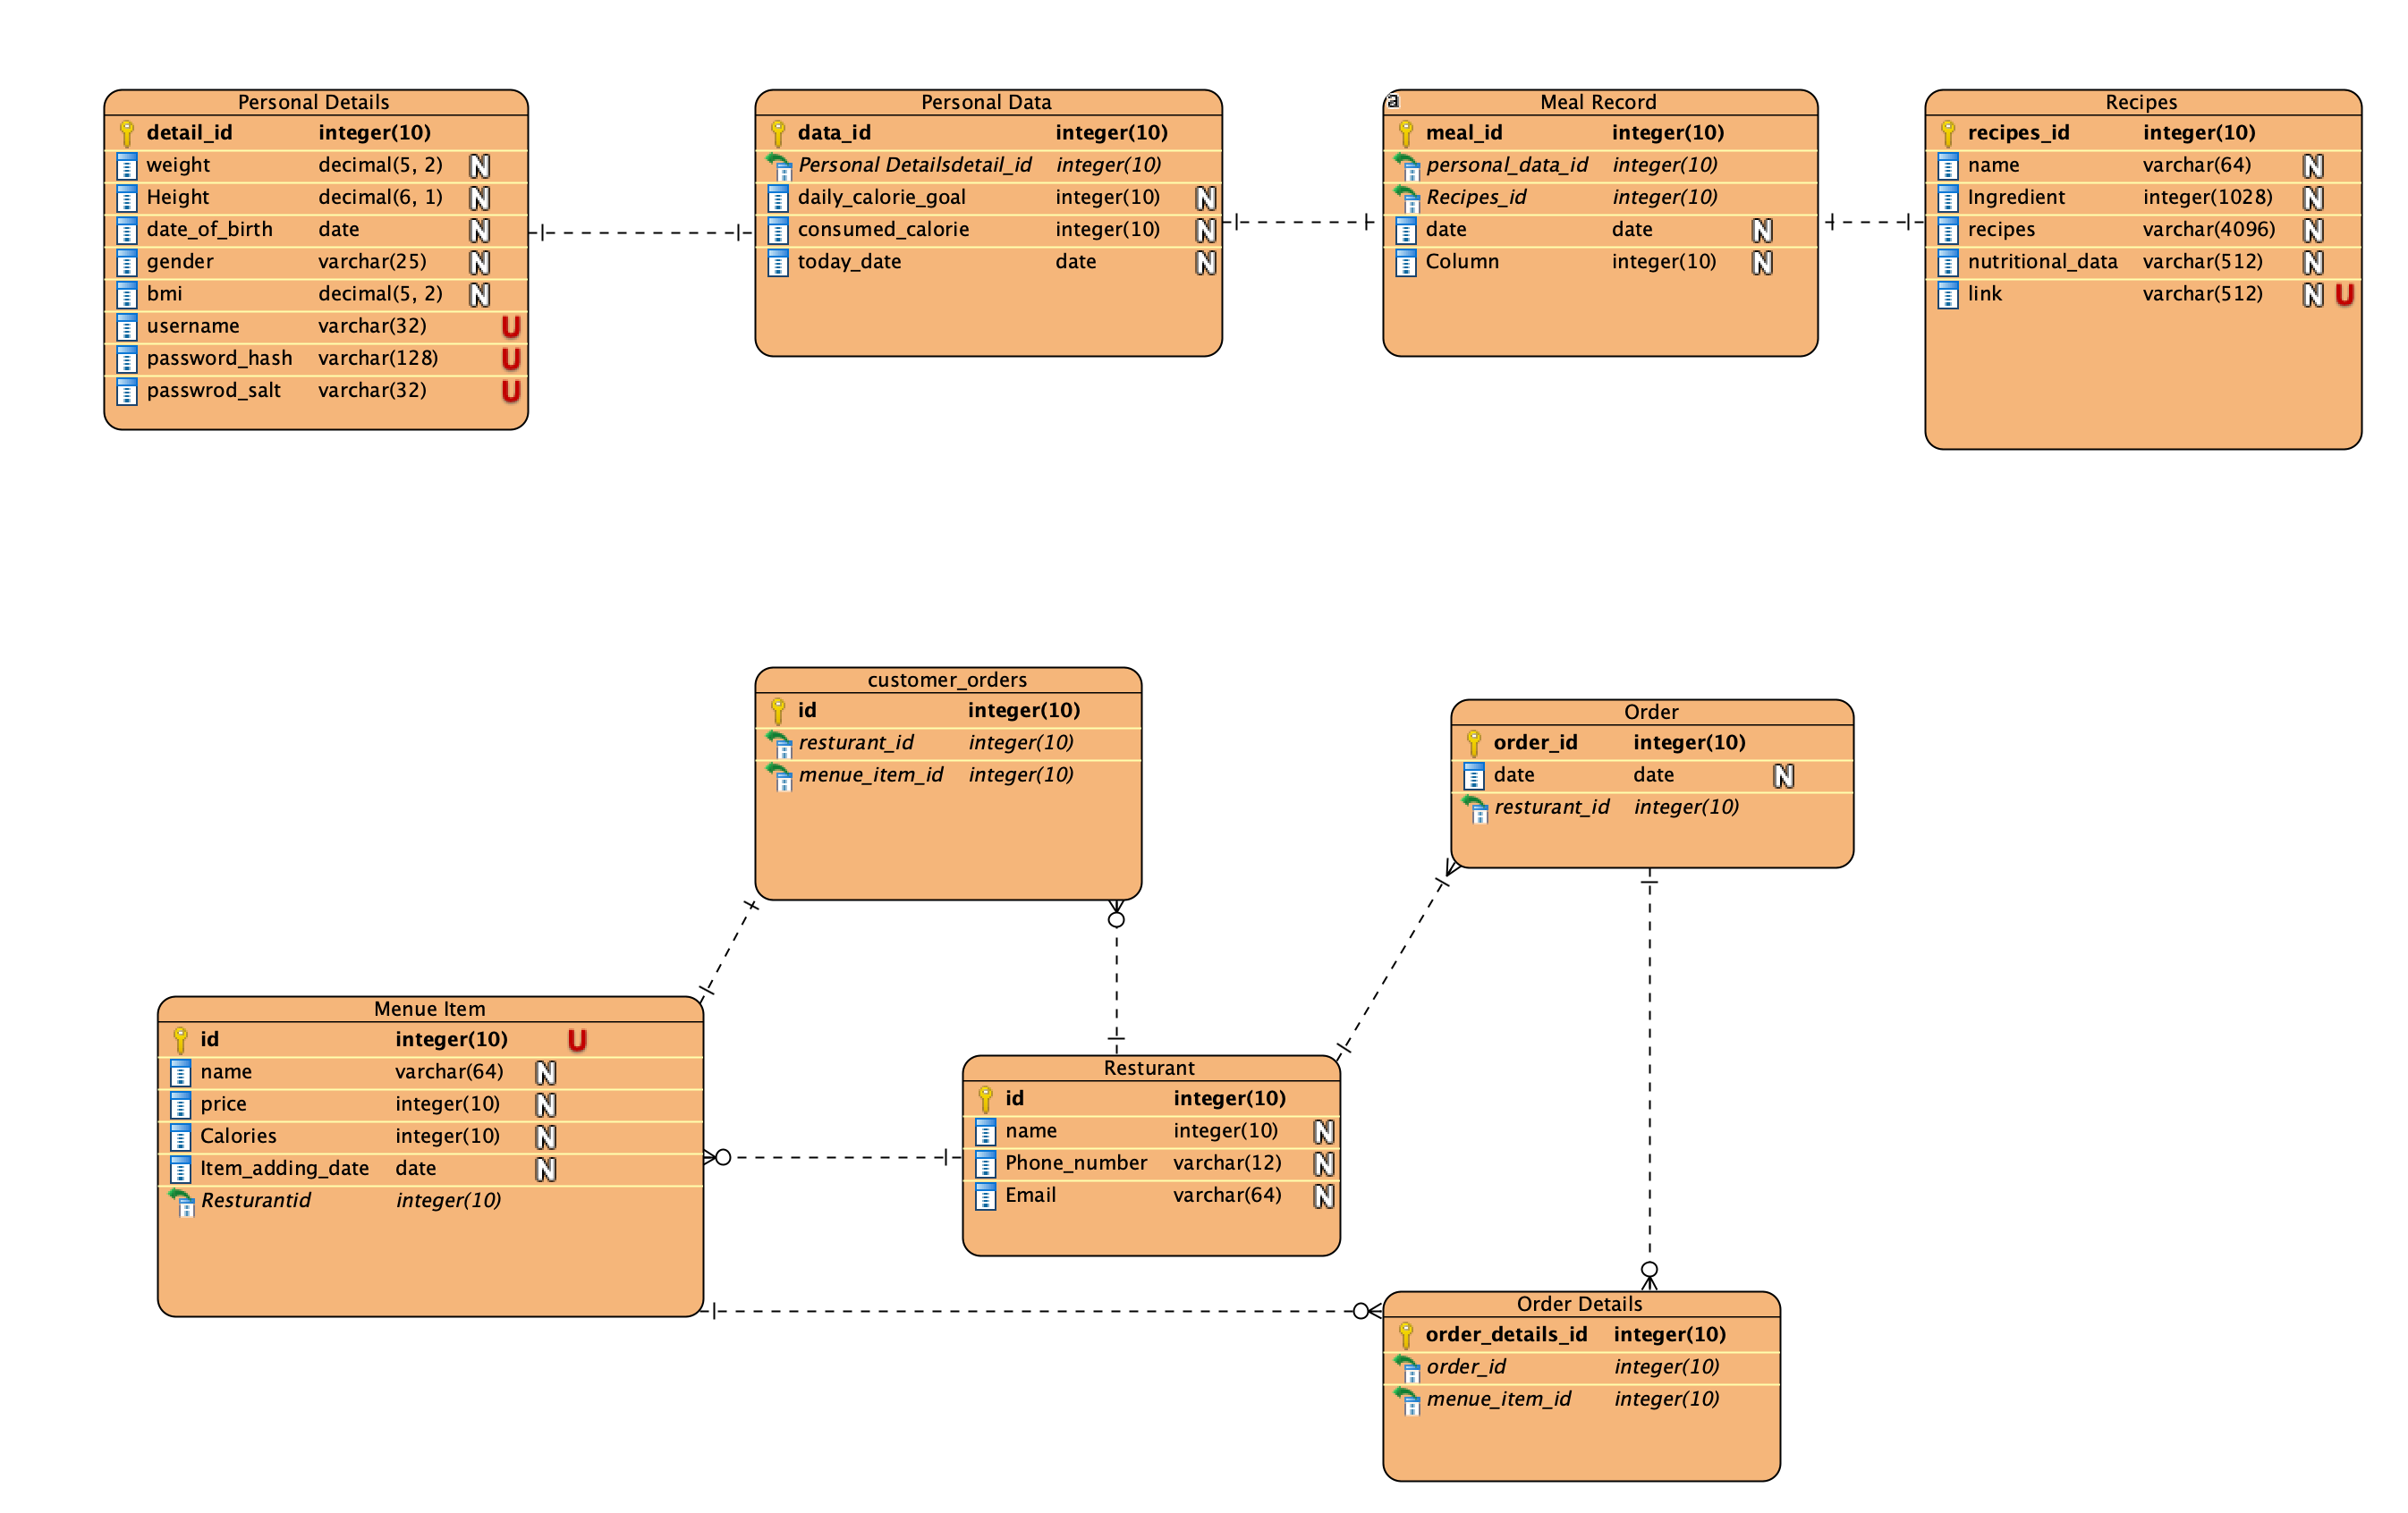 Personal Details
detail_id integer(10)
weight decimal(5, 2) N
Height decimal(6, 1) N
date_of_birth date N
gender varchar(25) N
bmi decimal(5, 2) N
username varchar(32) U
password_hash varchar(128) U
passwrod_salt varchar(32) U
Personal Data
data_id integer(10)
Personal Detailsdetail_id integer(10)
daily_calorie_goal integer(10) N
consumed_calorie integer(10) N
today_date date N
a
Meal Record
meal_id integer(10)
personal_data_id integer(10)
Recipes_id integer(10)
date date N
Column integer(10) N
Recipes
recipes_id integer(10)
name varchar(64) N
Ingredient integer(1028) N
recipes varchar(4096) N
nutritional_data varchar(512) N
link varchar(512) N U
customer_orders
id integer(10)
resturant_id integer(10)
menue_item_id integer(10)
Order
order_id integer(10)
date date N
resturant_id integer(10)
Menue Item
id integer(10) U
name varchar(64) N
price integer(10) N
Calories integer(10) N
Item_adding_date date N
Resturantid integer(10)
Resturant
id integer(10)
name integer(10) N
Phone_number varchar(12) N
Email varchar(64) N
Order Details
order_details_id integer(10)
order_id integer(10)
menue_item_id integer(10)